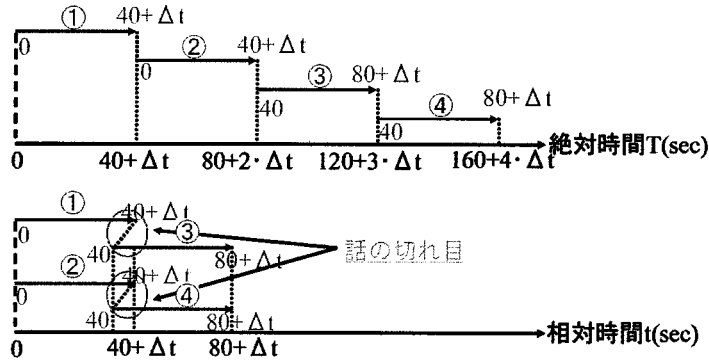 ① 40+Δt
0
② 40+Δt
0
③ 80+Δt
40
④ 80+Δt
40
絶対時間T(sec)
0 40+Δt 80+2·Δt 120+3·Δt 160+4·Δt
① 40+Δt
0
③
40 80+Δt
話の切れ目
② 40+Δt
0
④
40 80+Δt
相対時間t(sec)
0 40+Δt 80+Δt